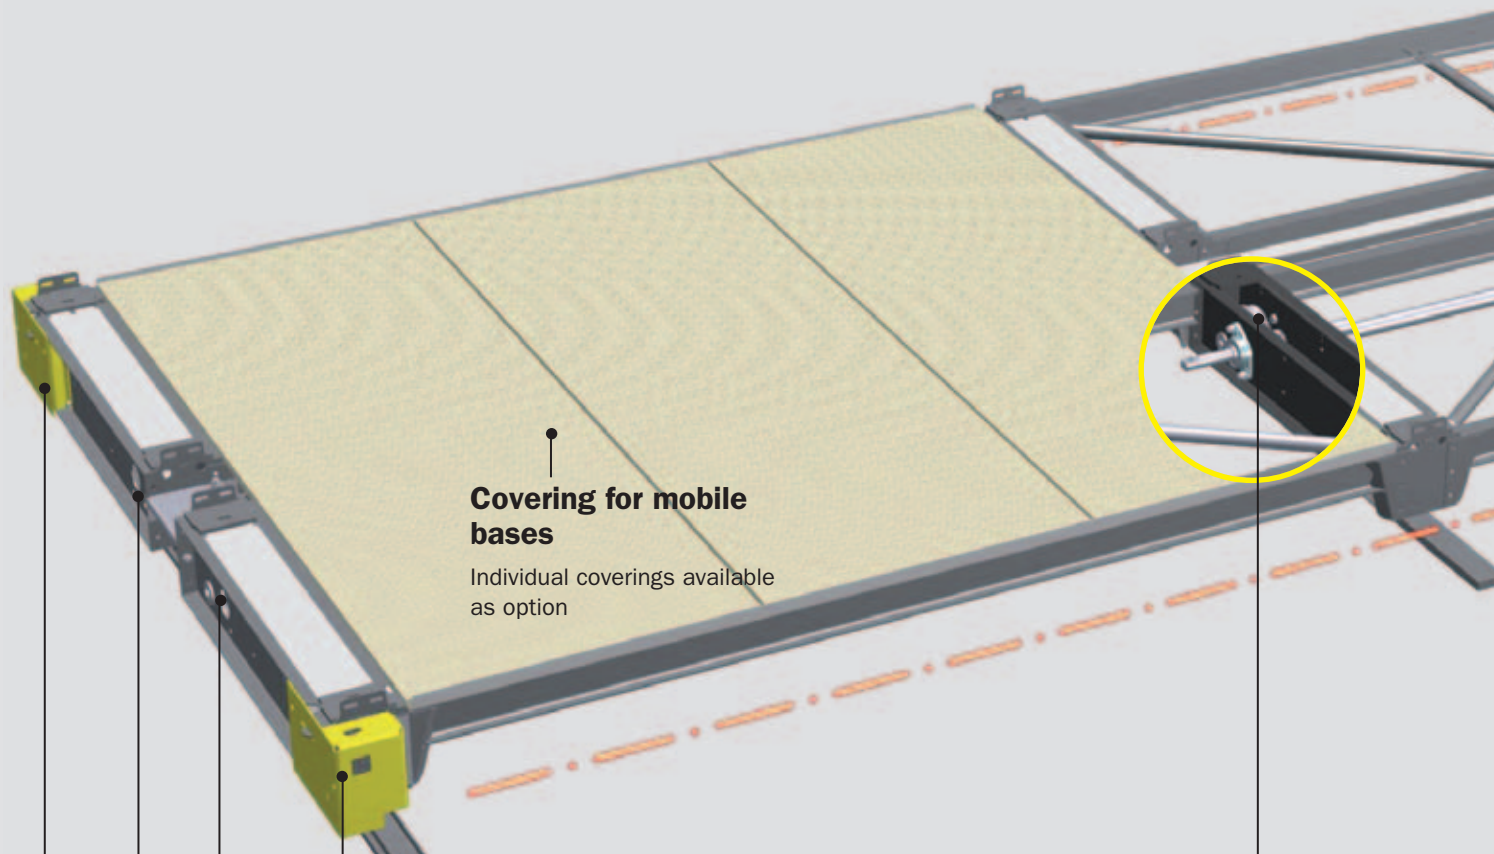 Covering for mobile
bases
Individual coverings available
as option